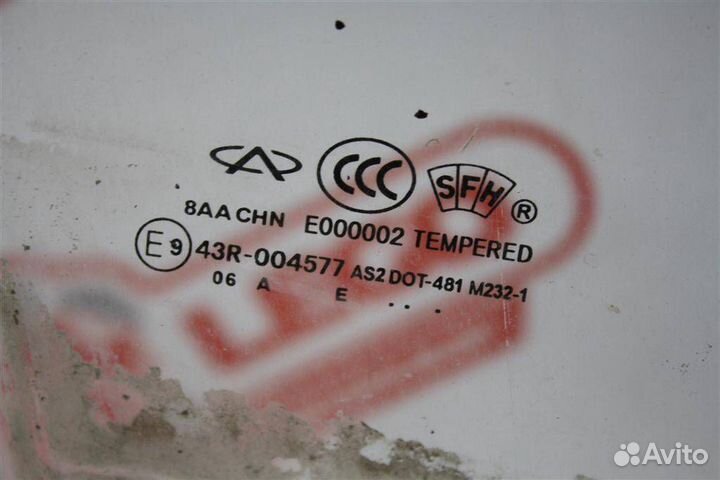 CCC SFH ®
8AA CHN E000002 TEMPERED
E9 43R-004577 AS2 DOT-481 M232-1
06 A E .. .
Avito